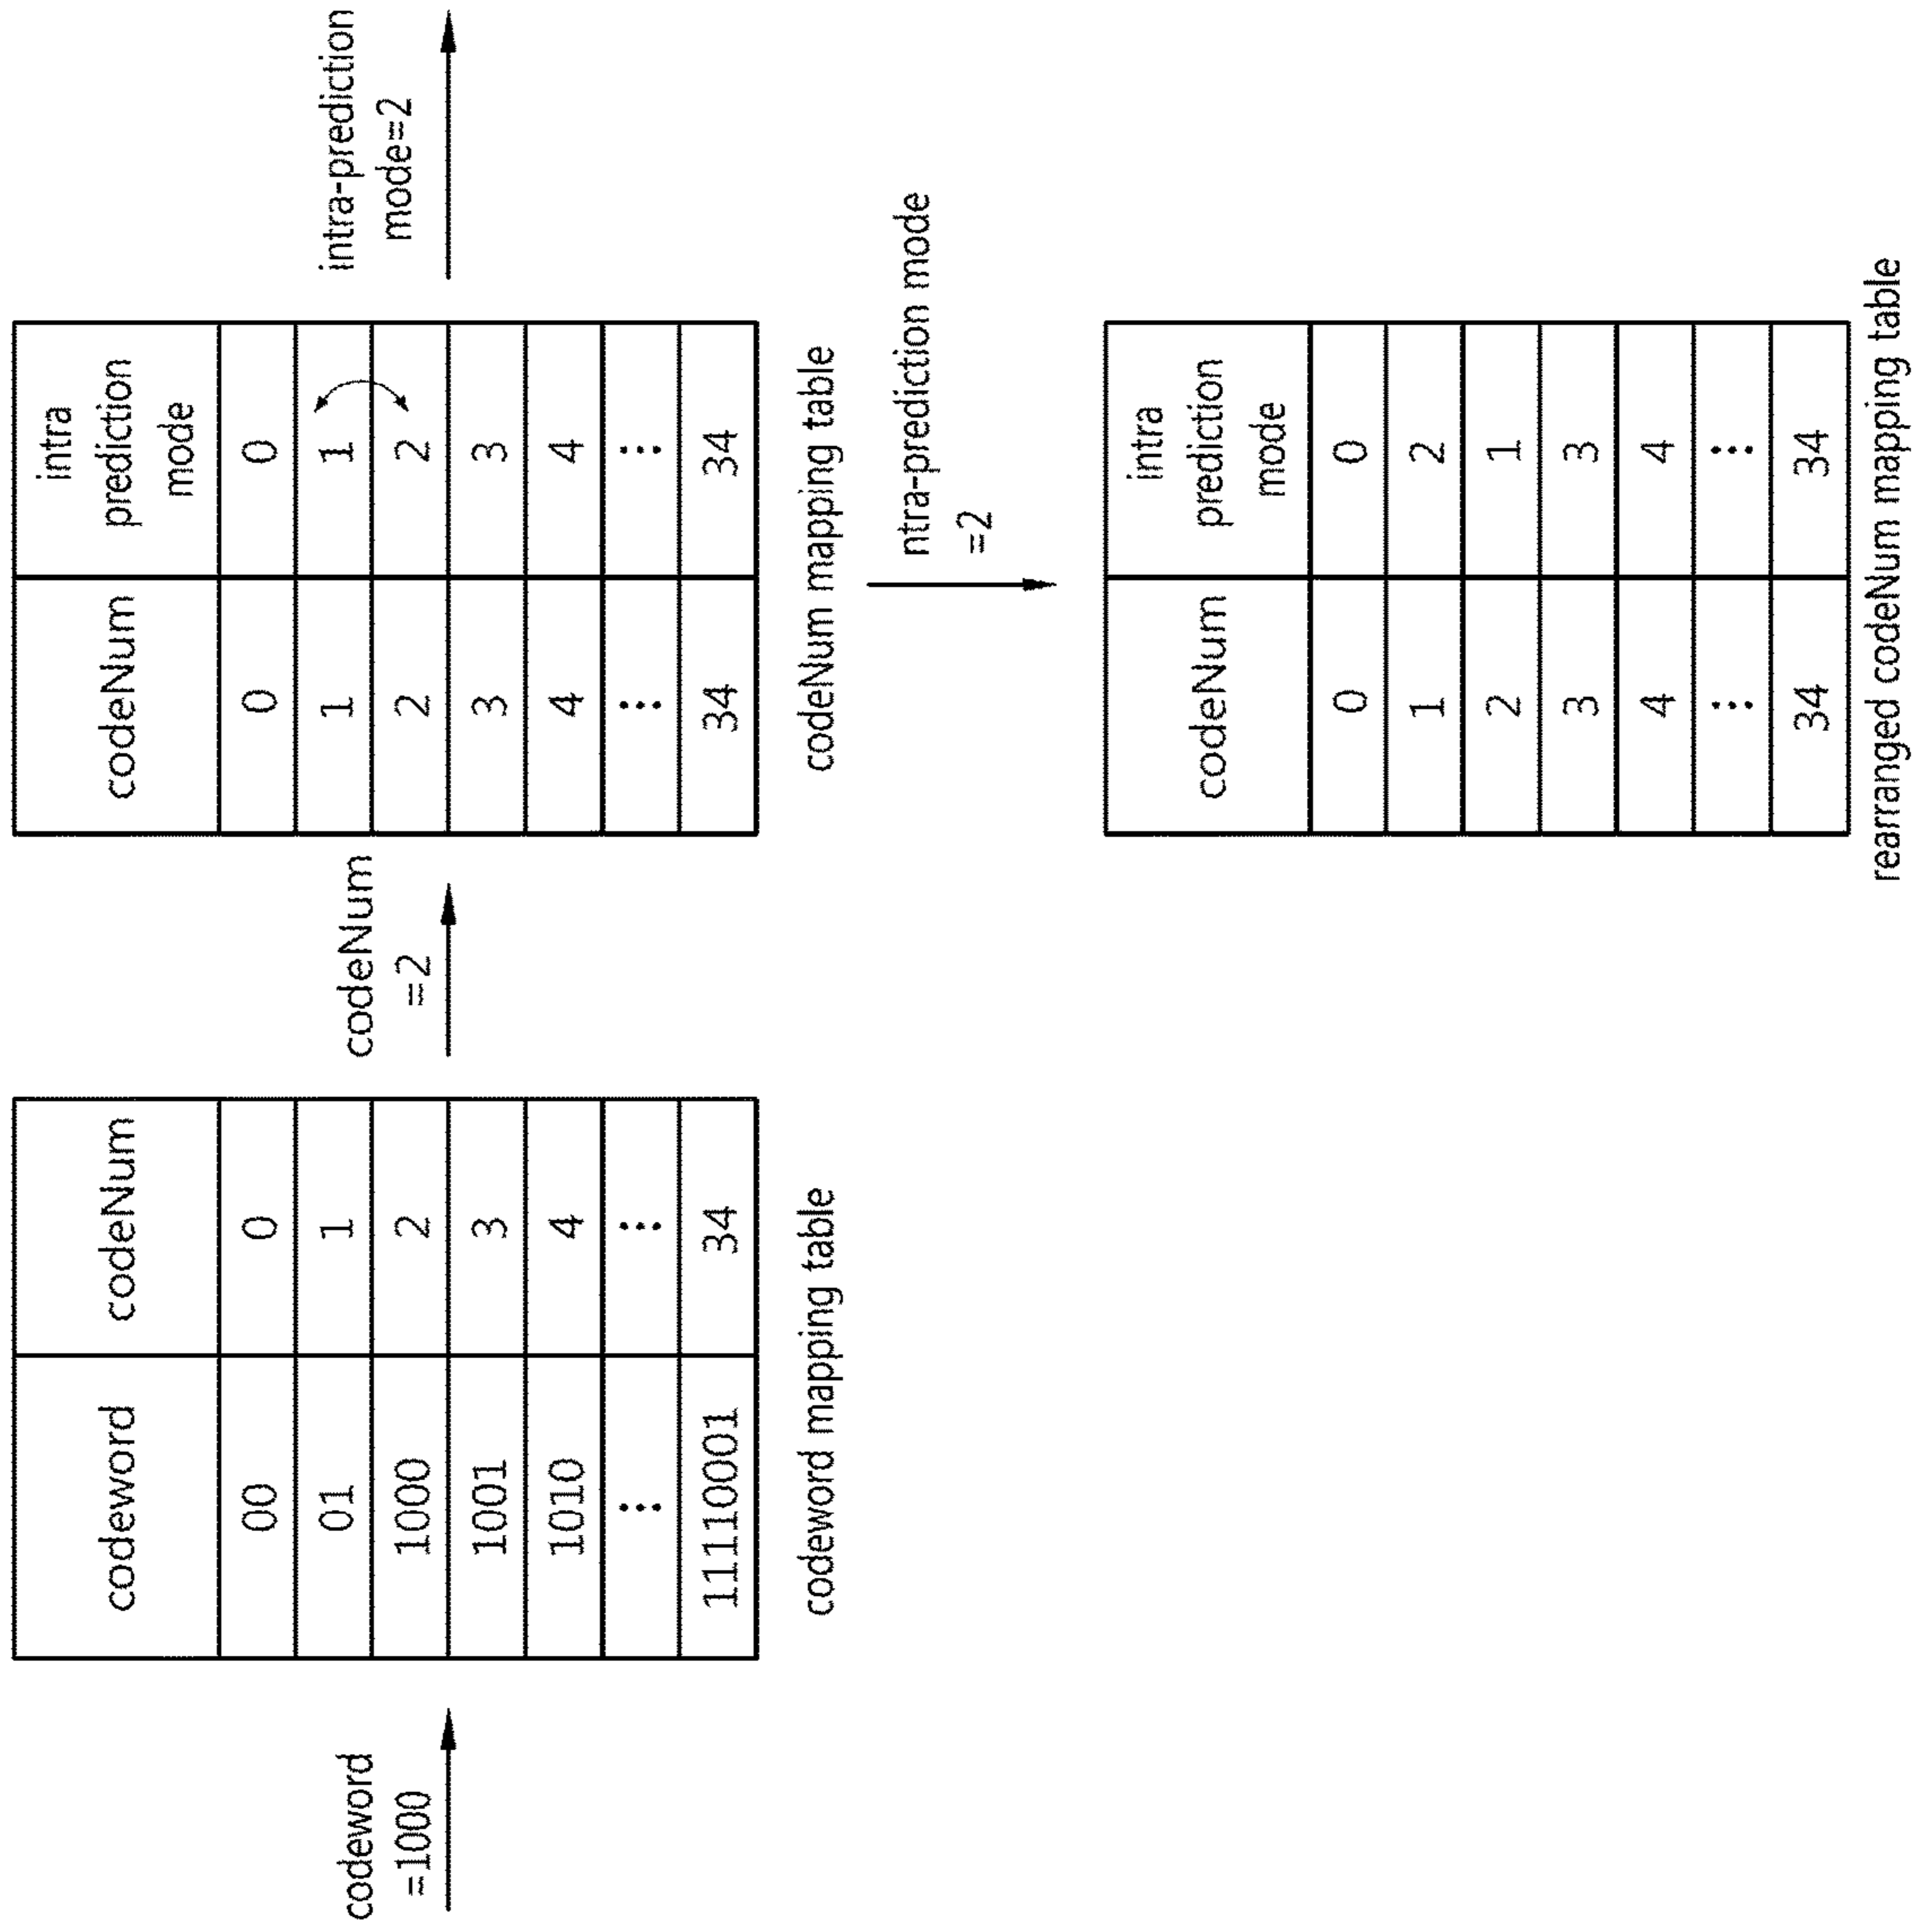 codeword
=1000
codeword codeNum
00 0
01 1
1000 2
1001 3
1010 4
⋮ ⋮
11110001 34
codeword mapping table
codeNum
=2
codeNum intra
prediction
mode
0 0
1 1
2 2
3 3
4 4
⋮ ⋮
34 34
codeNum mapping table
intra-prediction
mode=2
ntra-prediction mode
=2
codeNum intra
prediction
mode
0 0
1 2
2 1
3 3
4 4
⋮ ⋮
34 34
rearranged codeNum mapping table